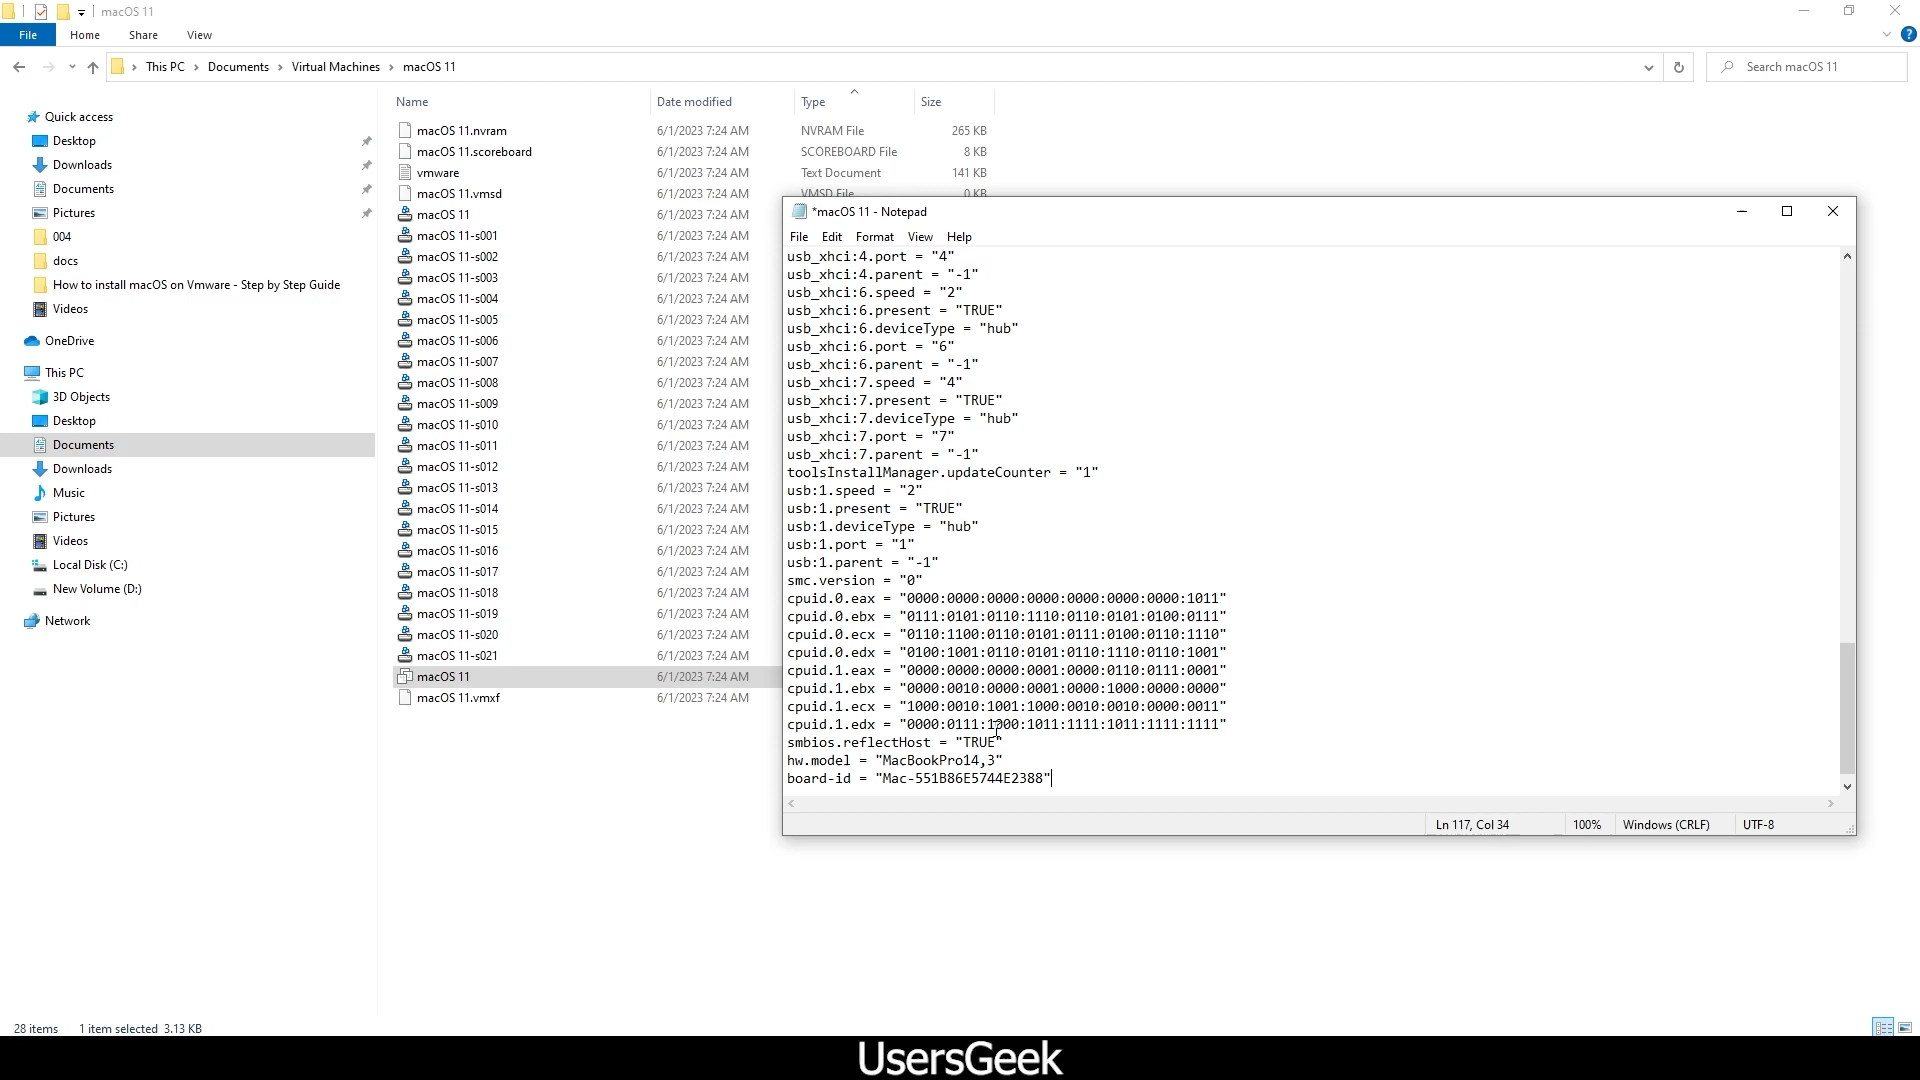 macOS 11
File Home Share View
This PC Documents Virtual Machines macOS 11
Search macOS 11
Quick access
Desktop
Downloads
Documents
Pictures
004
docs
How to install macOS on Vmware - Step by Step Guide
Videos
OneDrive
This PC
3D Objects
Desktop
Documents
Downloads
Music
Pictures
Videos
Local Disk (C:)
New Volume (D:)
Network
Name Date modified Type Size
macOS 11.nvram 6/1/2023 7:24 AM NVRAM File 265 KB
macOS 11.scoreboard 6/1/2023 7:24 AM SCOREBOARD File 8 KB
vmware 6/1/2023 7:24 AM Text Document 141 KB
macOS 11.vmsd 6/1/2023 7:24 AM VMSD File 0 KB
macOS 11 6/1/2023 7:24 AM
macOS 11-s001 6/1/2023 7:24 AM
macOS 11-s002 6/1/2023 7:24 AM
macOS 11-s003 6/1/2023 7:24 AM
macOS 11-s004 6/1/2023 7:24 AM
macOS 11-s005 6/1/2023 7:24 AM
macOS 11-s006 6/1/2023 7:24 AM
macOS 11-s007 6/1/2023 7:24 AM
macOS 11-s008 6/1/2023 7:24 AM
macOS 11-s009 6/1/2023 7:24 AM
macOS 11-s010 6/1/2023 7:24 AM
macOS 11-s011 6/1/2023 7:24 AM
macOS 11-s012 6/1/2023 7:24 AM
macOS 11-s013 6/1/2023 7:24 AM
macOS 11-s014 6/1/2023 7:24 AM
macOS 11-s015 6/1/2023 7:24 AM
macOS 11-s016 6/1/2023 7:24 AM
macOS 11-s017 6/1/2023 7:24 AM
macOS 11-s018 6/1/2023 7:24 AM
macOS 11-s019 6/1/2023 7:24 AM
macOS 11-s020 6/1/2023 7:24 AM
macOS 11-s021 6/1/2023 7:24 AM
macOS 11 6/1/2023 7:24 AM
macOS 11.vmxf 6/1/2023 7:24 AM
*macOS 11 - Notepad
File Edit Format View Help
usb_xhci:4.port = "4"
usb_xhci:4.parent = "-1"
usb_xhci:6.speed = "2"
usb_xhci:6.present = "TRUE"
usb_xhci:6.deviceType = "hub"
usb_xhci:6.port = "6"
usb_xhci:6.parent = "-1"
usb_xhci:7.speed = "4"
usb_xhci:7.present = "TRUE"
usb_xhci:7.deviceType = "hub"
usb_xhci:7.port = "7"
usb_xhci:7.parent = "-1"
toolsInstallManager.updateCounter = "1"
usb:1.speed = "2"
usb:1.present = "TRUE"
usb:1.deviceType = "hub"
usb:1.port = "1"
usb:1.parent = "-1"
smc.version = "0"
cpuid.0.eax = "0000:0000:0000:0000:0000:0000:0000:1011"
cpuid.0.ebx = "0111:0101:0110:1110:0110:0101:0100:0111"
cpuid.0.ecx = "0110:1100:0110:0101:0111:0100:0110:1110"
cpuid.0.edx = "0100:1001:0110:0101:0110:1110:0110:1001"
cpuid.1.eax = "0000:0000:0000:0001:0000:0110:0111:0001"
cpuid.1.ebx = "0000:0010:0000:0001:0000:1000:0000:0000"
cpuid.1.ecx = "1000:0010:1001:1000:0010:0010:0000:0011"
cpuid.1.edx = "0000:0111:1000:1011:1111:1011:1111:1111"
smbios.reflectHost = "TRUE"
hw.model = "MacBookPro14,3"
board-id = "Mac-551B86E5744E2388"
Ln 117, Col 34 100% Windows (CRLF) UTF-8
28 items 1 item selected 3.13 KB
UsersGeek